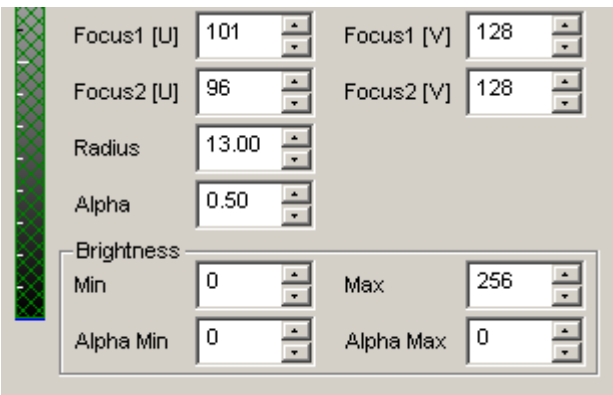 Focus1 [U] 101 Focus1 [V] 128
Focus2 [U] 96 Focus2 [V] 128
Radius 13.00
Alpha 0.50
Brightness
Min 0 Max 256
Alpha Min 0 Alpha Max 0